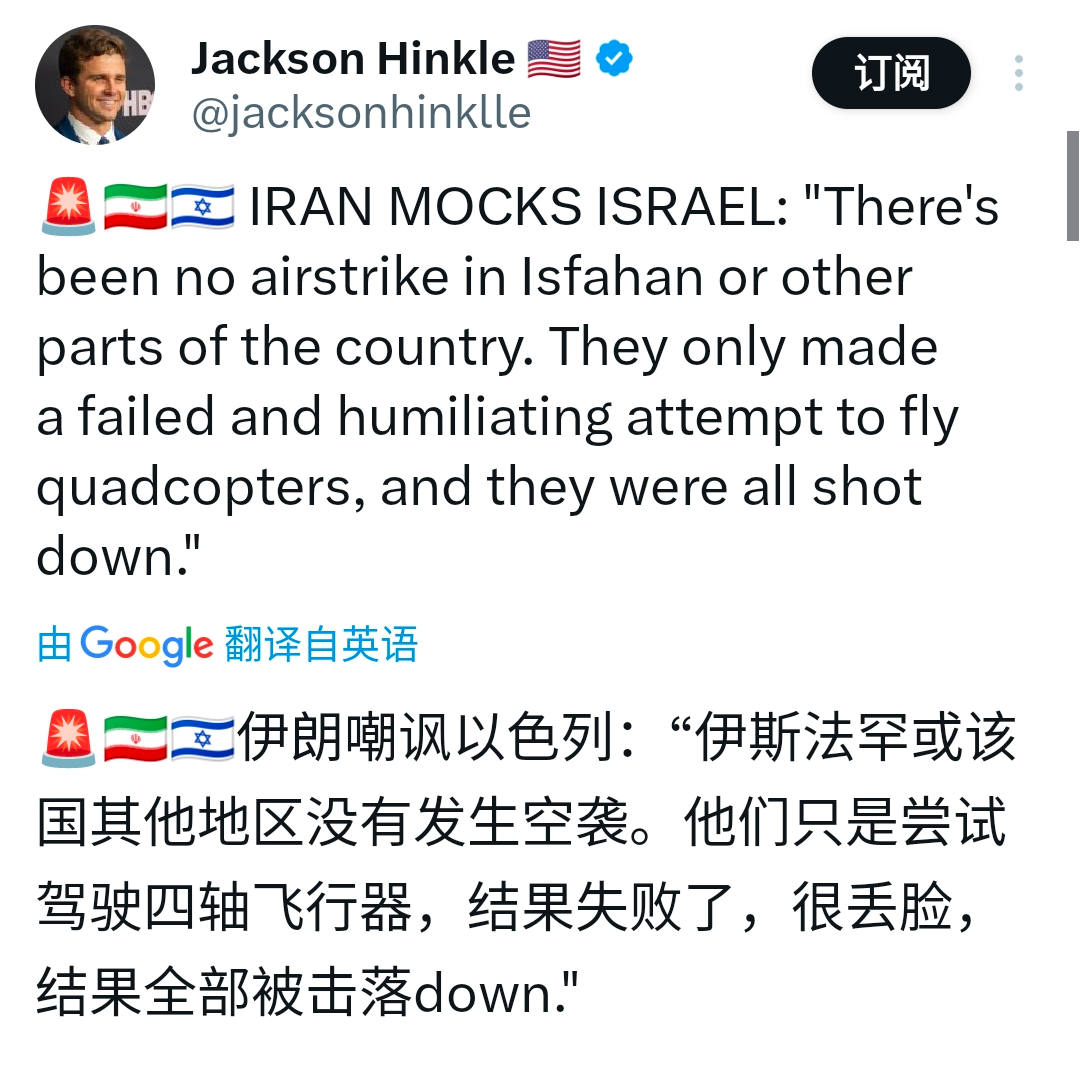 Jackson Hinkle 🇺🇸
@jacksonhinklle
订阅
🚨🇮🇷🇮🇱 IRAN MOCKS ISRAEL: "There's
been no airstrike in Isfahan or other
parts of the country. They only made
a failed and humiliating attempt to fly
quadcopters, and they were all shot
down."
由 Google 翻译自英语
🚨🇮🇷🇮🇱伊朗嘲讽以色列：“伊斯法罕或该
国其他地区没有发生空袭。他们只是尝试
驾驶四轴飞行器，结果失败了，很丢脸，
结果全部被击落down."